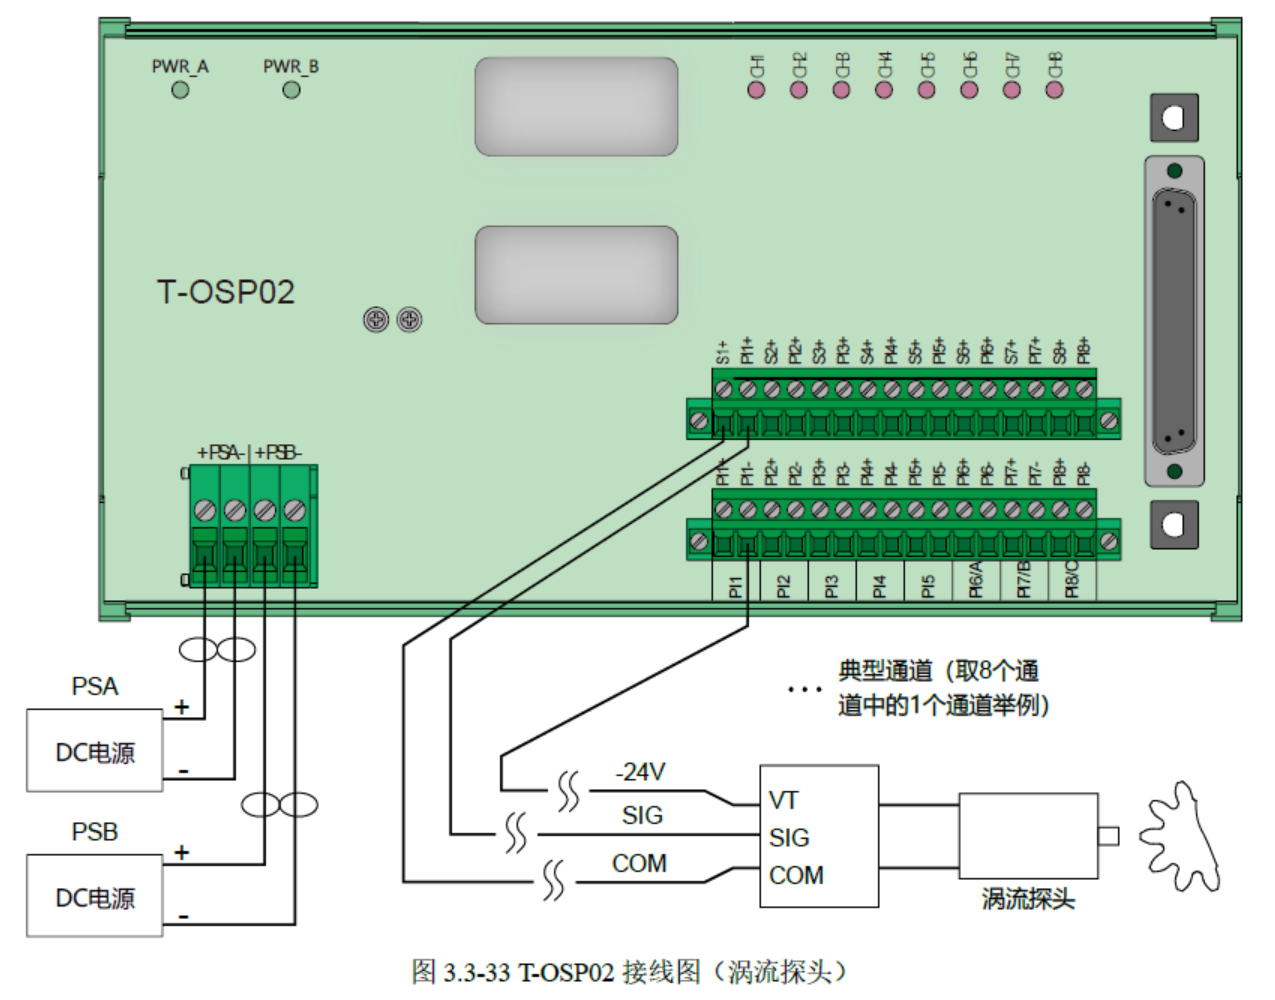 PWR_A
PWR_B
CH1
CH2
CH3
CH4
CH5
CH6
CH7
CH8
T-OSP02
S1+ PI1+ S2+ PI2+ S3+ PI3+ S4+ PI4+ S5+ PI5+ S6+ PI6+ S7+ PI7+ S8+ PI8+
+PSA-|+PSB-
PI1+ PI1- PI2+ PI2- PI3+ PI3- PI4+ PI4- PI5+ PI5- PI6+ PI6- PI7+ PI7- PI8+ PI8-
PI1 PI2 PI3 PI4 PI5 PI6/A PI7/B PI8/C
PSA
+
DC电源
-
PSB
+
DC电源
-
… 典型通道（取8个通
道中的1个通道举例）
-24V
SIG
COM
VT
SIG
COM
涡流探头
图 3.3-33 T-OSP02 接线图（涡流探头）